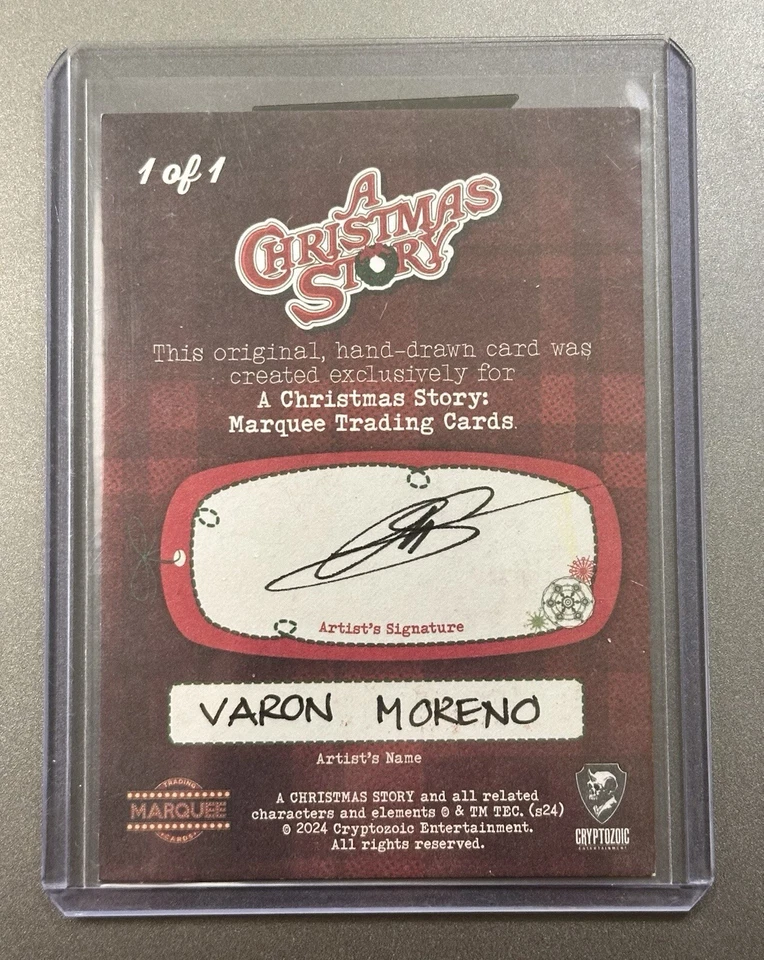 1 of 1
A
CHRISTMAS
STORY
This original, hand-drawn card was
created exclusively for
A Christmas Story:
Marquee Trading Cards.
Artist's Signature
VARON MORENO
Artist's Name
TRADING
MARQUEE
CARDS
A CHRISTMAS STORY and all related
characters and elements © & TM TEC. (s24)
© 2024 Cryptozoic Entertainment.
All rights reserved.
CRYPTOZOIC
ENTERTAINMENT